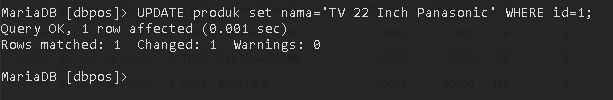 MariaDB [dbpos]> UPDATE produk set nama='TV 22 Inch Panasonic' WHERE id=1;
Query OK, 1 row affected (0.001 sec)
Rows matched: 1  Changed: 1  Warnings: 0
MariaDB [dbpos]>